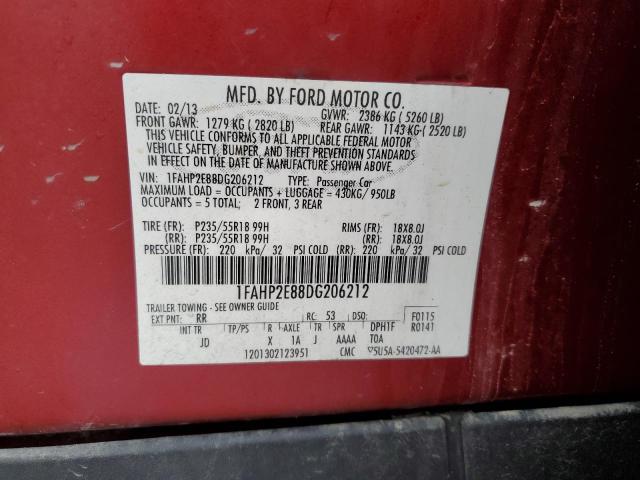 MFD. BY FORD MOTOR CO.
DATE: 02/13 GVWR: 2386 KG ( 5260 LB)
FRONT GAWR: 1279 KG ( 2820 LB) REAR GAWR: 1143 KG ( 2520 LB)
THIS VEHICLE CONFORMS TO ALL APPLICABLE FEDERAL MOTOR
VEHICLE SAFETY, BUMPER, AND THEFT PREVENTION STANDARDS
IN EFFECT ON THE DATE OF MANUFACTURE SHOWN ABOVE.
VIN: 1FAHP2E88DG206212 TYPE: Passenger Car
MAXIMUM LOAD = OCCUPANTS + LUGGAGE = 430KG/ 950LB
OCCUPANTS = 5 TOTAL; 2 FRONT, 3 REAR
TIRE (FR): P235/55R18 99H RIMS (FR): 18X8.0J
(RR): P235/55R18 99H (RR): 18X8.0J
PRESSURE (FR): 220 kPa/ 32 PSI COLD (RR): 220 kPa/ 32 PSI COLD
1FAHP2E88DG206212
TRAILER TOWING - SEE OWNER GUIDE
EXT PNT: RR RC: 53 DSO: F0115
INT TR TP/PS R AXLE TR SPR DPH1F R0141
JD X 1A J AAAA TOA
1201302123951 CMC 5U5A-5420472-AA